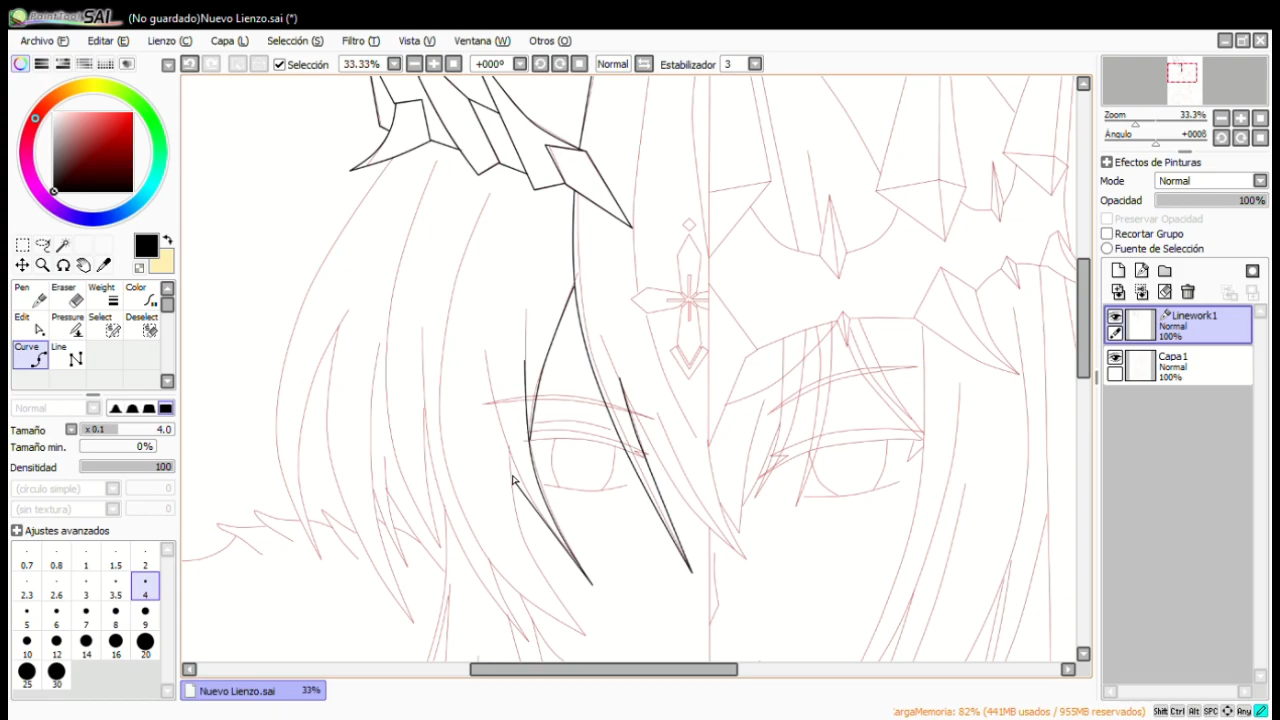 PaintTool SAI (No guardado)Nuevo Lienzo.sai (*)
Archivo (F) Editar (E) Lienzo (C) Capa (L) Selección (S) Filtro (T) Vista (V) Ventana (W) Otros (O)
Selección 33.33% +000º Normal Estabilizador 3
Zoom 33.3%
Ángulo +0008
Efectos de Pinturas
Modo Normal
Opacidad 100%
Preservar Opacidad
Recortar Grupo
Fuente de Selección
Linework1
Normal
100%
Capa1
Normal
100%
Pen Eraser Weight Color
Edit Pressure Select Deselect
Curve Line
Normal
Tamaño x 0.1 4.0
Tamaño min. 0%
Densitidad 100
(círculo simple) 0
(sin textura) 0
Ajustes avanzados
0.7 0.8 1 1.5 2
2.3 2.6 3 3.5 4
5 6 7 8 9
10 12 14 16 20
25 30
Nuevo Lienzo.sai 33%
argaMemoria: 82% (441MB usados / 955MB reservados) Shift Ctrl Alt SPC Any